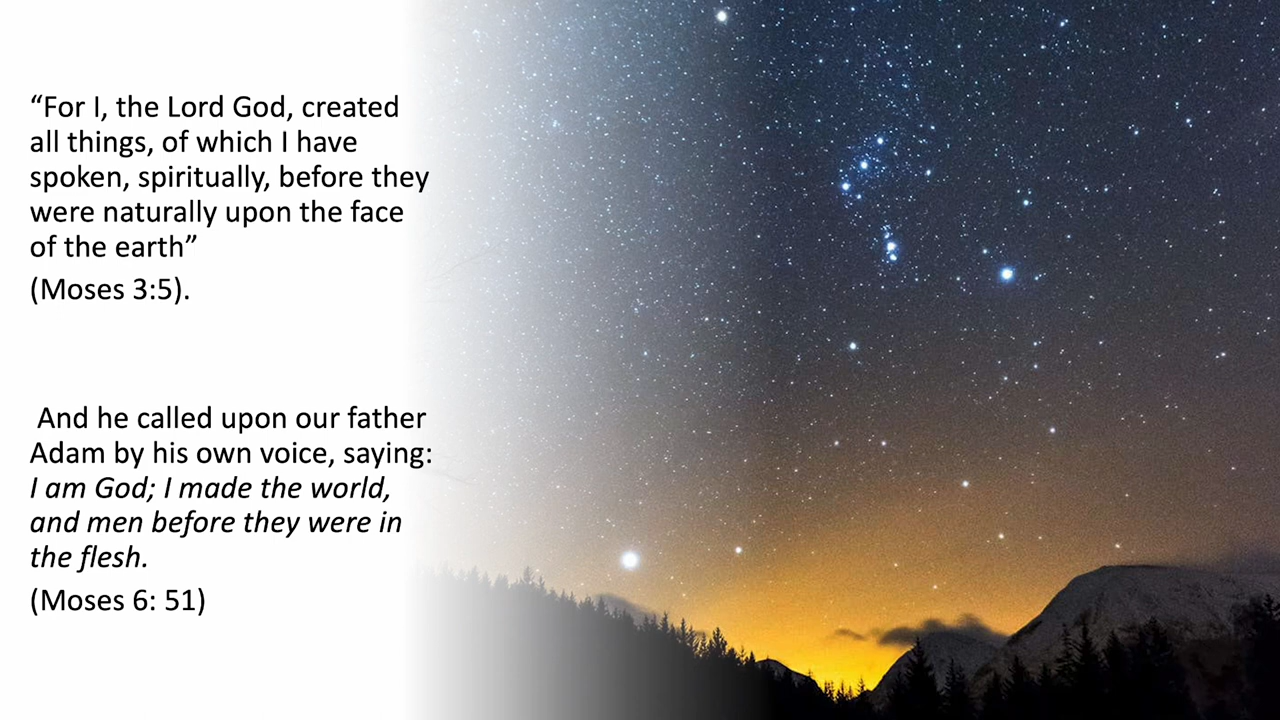 “For I, the Lord God, created
all things, of which I have
spoken, spiritually, before they
were naturally upon the face
of the earth”
(Moses 3:5).
And he called upon our father
Adam by his own voice, saying:
I am God; I made the world,
and men before they were in
the flesh.
(Moses 6: 51)